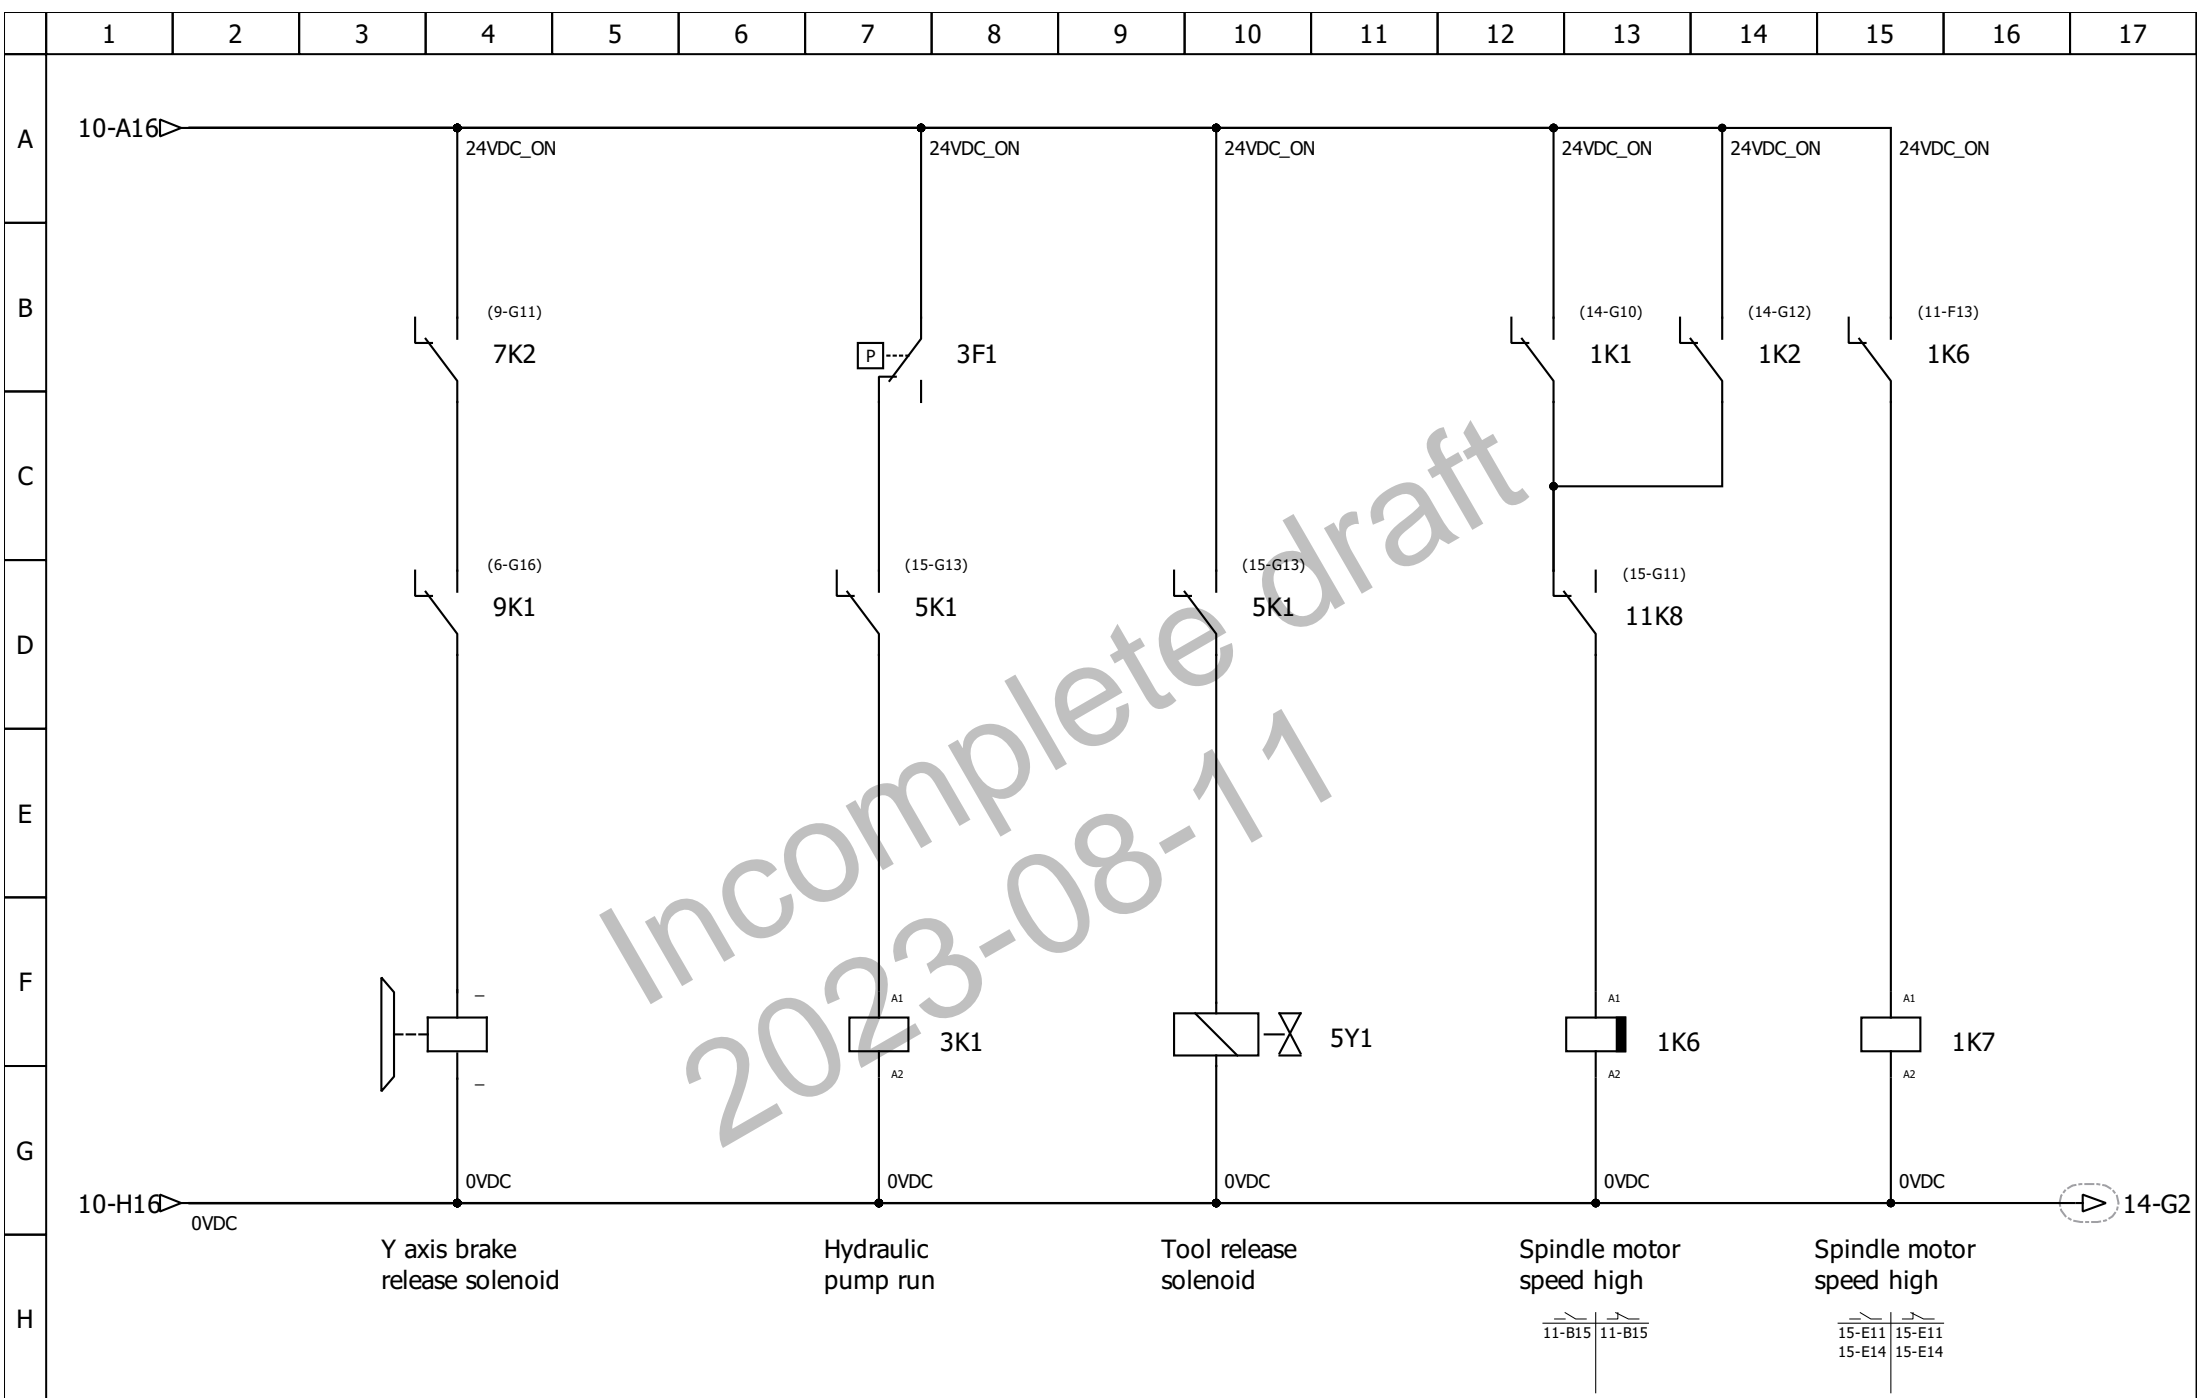 1 2 3 4 5 6 7 8 9 10 11 12 13 14 15 16 17
A
10-A16
24VDC_ON 24VDC_ON 24VDC_ON 24VDC_ON 24VDC_ON 24VDC_ON
B
(9-G11) (14-G10) (14-G12) (11-F13)
7K2 P 3F1 1K1 1K2 1K6
C
(6-G16) (15-G13) (15-G13) (15-G11)
9K1 5K1 5K1 11K8
D
Incomplete draft
2023-08-11
E
F
A1 A1 A1
3K1 5Y1 1K6 1K7
A2 A2 A2
G
0VDC 0VDC 0VDC 0VDC 0VDC
10-H16 14-G2
0VDC
Y axis brake
release solenoid
Hydraulic
pump run
Tool release
solenoid
Spindle motor
speed high
Spindle motor
speed high
H
11-B15 11-B15
15-E11 15-E11
15-E14 15-E14